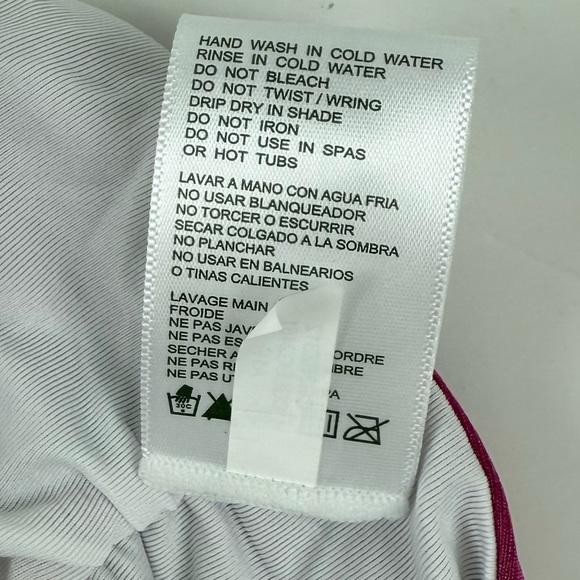 HAND WASH IN COLD WATER
RINSE IN COLD WATER
DO NOT BLEACH
DO NOT TWIST / WRING
DRIP DRY IN SHADE
DO NOT IRON
DO NOT USE IN SPAS
OR HOT TUBS
LAVAR A MANO CON AGUA FRIA
NO USAR BLANQUEADOR
NO TORCER O ESCURRIR
SECAR COLGADO A LA SOMBRA
NO PLANCHAR
NO USAR EN BALNEARIOS
O TINAS CALIENTES
LAVAGE MAIN
FROIDE
NE PAS
NE PAS
SECHER
NE PAS
NE PAS
30C